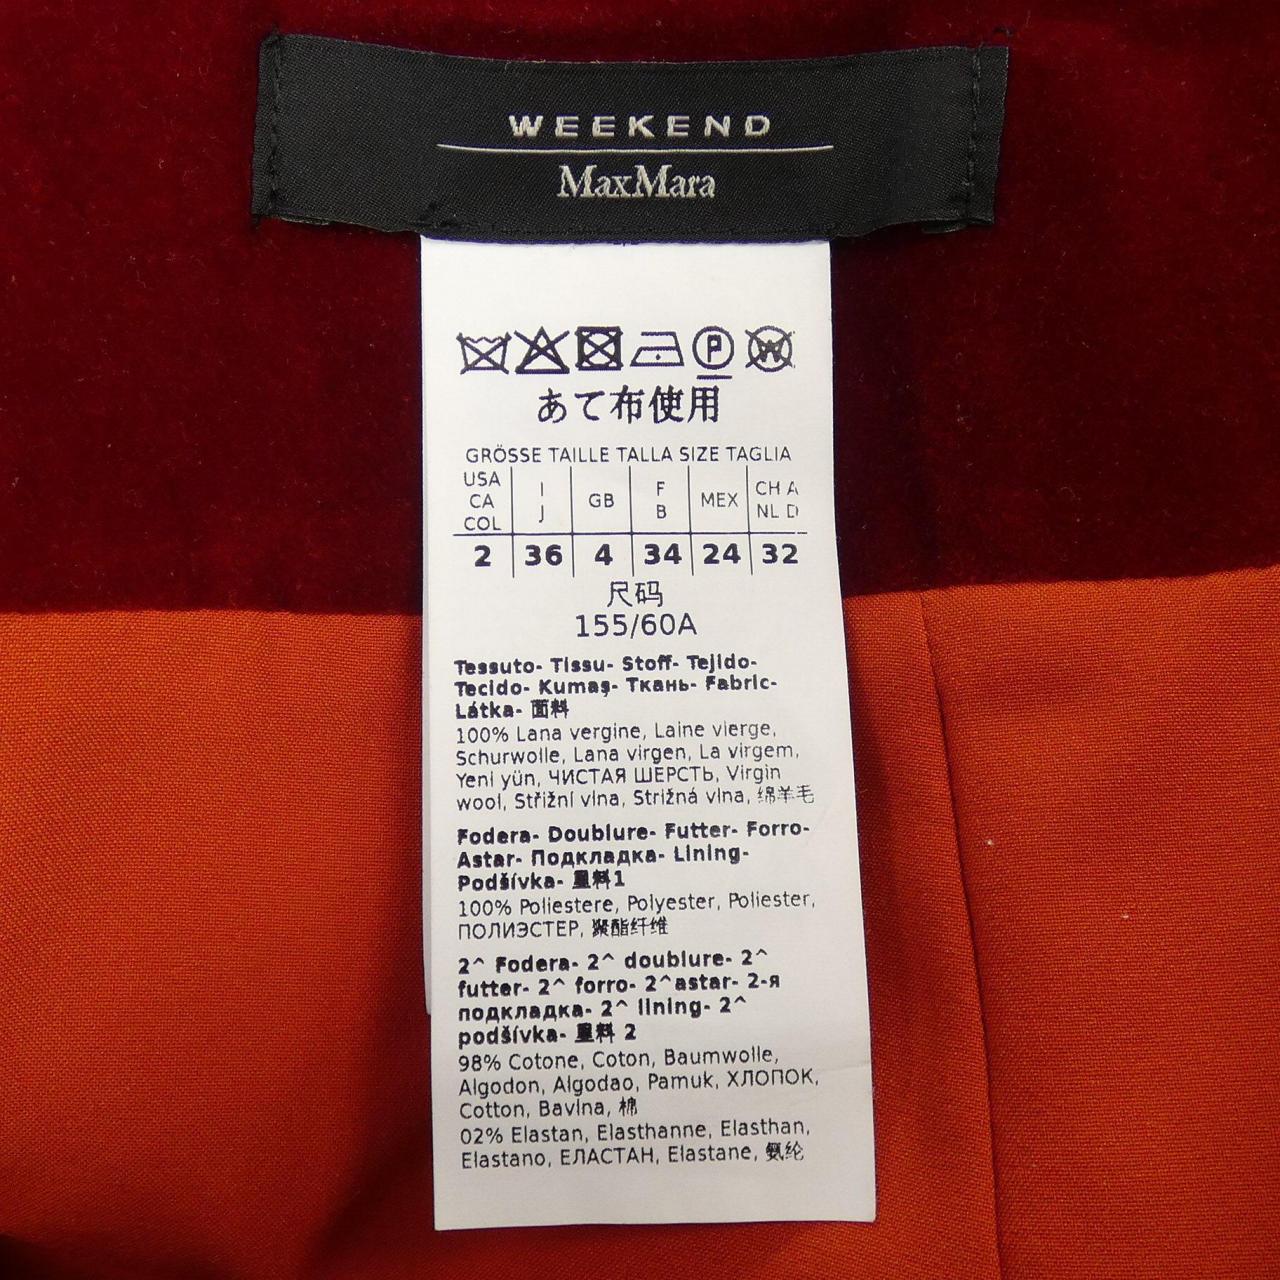 WEEKEND
MaxMara
P W
あて布使用
GRÖSSE TAILLE TALLA SIZE TAGLIA
USA CA COL I J GB F B MEX CH A NL D
2 36 4 34 24 32
尺码
155/60A
Tessuto- Tissu- Stoff- Tejido-
Tecido- Kumaş- Ткань- Fabric-
Látka- 面料
100% Lana vergine, Laine vierge,
Schurwolle, Lana virgen, La virgem,
Yeni yün, ЧИСТАЯ ШЕРСТЬ, Virgin
wool, Střižní vlna, Strižná vlna, 绵羊毛
Fodera- Doublure- Futter- Forro-
Astar- Подкладка- Lining-
Podšívka- 里料1
100% Poliestere, Polyester, Poliester,
ПОЛИЭСТЕР, 聚酯纤维
2^ Fodera- 2^ doublure- 2^
futter- 2^ forro- 2^astar- 2-я
подкладка- 2^ lining- 2^
podšívka- 里料 2
98% Cotone, Coton, Baumwolle,
Algodon, Algodao, Pamuk, ХЛОПОК,
Cotton, Bavlna, 棉
02% Elastan, Elasthanne, Elasthan,
Elastano, ЕЛАСТАН, Elastane, 氨纶